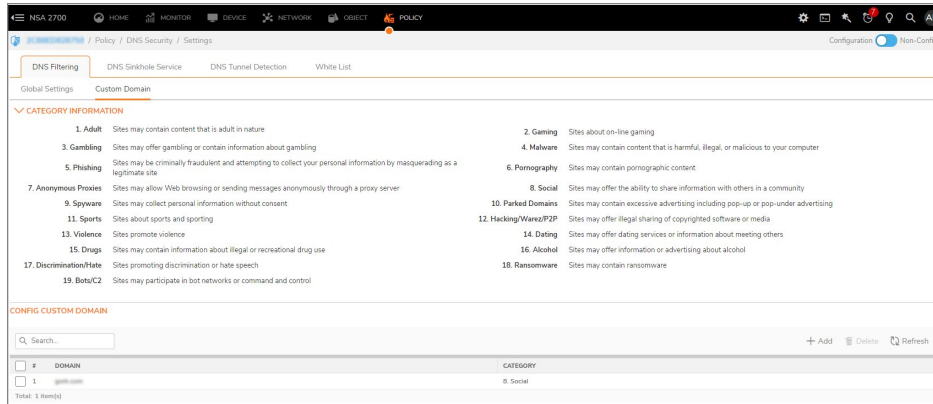 NSA 2700 HOME MONITOR DEVICE NETWORK OBJECT POLICY 7
/ Policy / DNS Security / Settings Configuration Non-Confi
DNS Filtering DNS Sinkhole Service DNS Tunnel Detection White List
Global Settings Custom Domain
CATEGORY INFORMATION
1. Adult Sites may contain content that is adult in nature 2. Gaming Sites about on-line gaming
3. Gambling Sites may offer gambling or contain information about gambling 4. Malware Sites may contain content that is harmful, illegal, or malicious to your computer
5. Phishing Sites may be criminally fraudulent and attempting to collect your personal information by masquerading as a
legitimate site
6. Pornography Sites may contain pornographic content
7. Anonymous Proxies Sites may allow Web browsing or sending messages anonymously through a proxy server 8. Social Sites may offer the ability to share information with others in a community
9. Spyware Sites may collect personal information without consent 10. Parked Domains Sites may contain excessive advertising including pop-up or pop-under advertising
11. Sports Sites about sports and sporting 12. Hacking/Warez/P2P Sites may offer illegal sharing of copyrighted software or media
13. Violence Sites promote violence 14. Dating Sites may offer dating services or information about meeting others
15. Drugs Sites may contain information about illegal or recreational drug use 16. Alcohol Sites may offer information or advertising about alcohol
17. Discrimination/Hate Sites promoting discrimination or hate speech 18. Ransomware Sites may contain ransomware
19. Bots/C2 Sites may participate in bot networks or command and control
CONFIG CUSTOM DOMAIN
Search... Add Delete Refresh
# DOMAIN CATEGORY
1 8. Social
Total: 1 item(s)